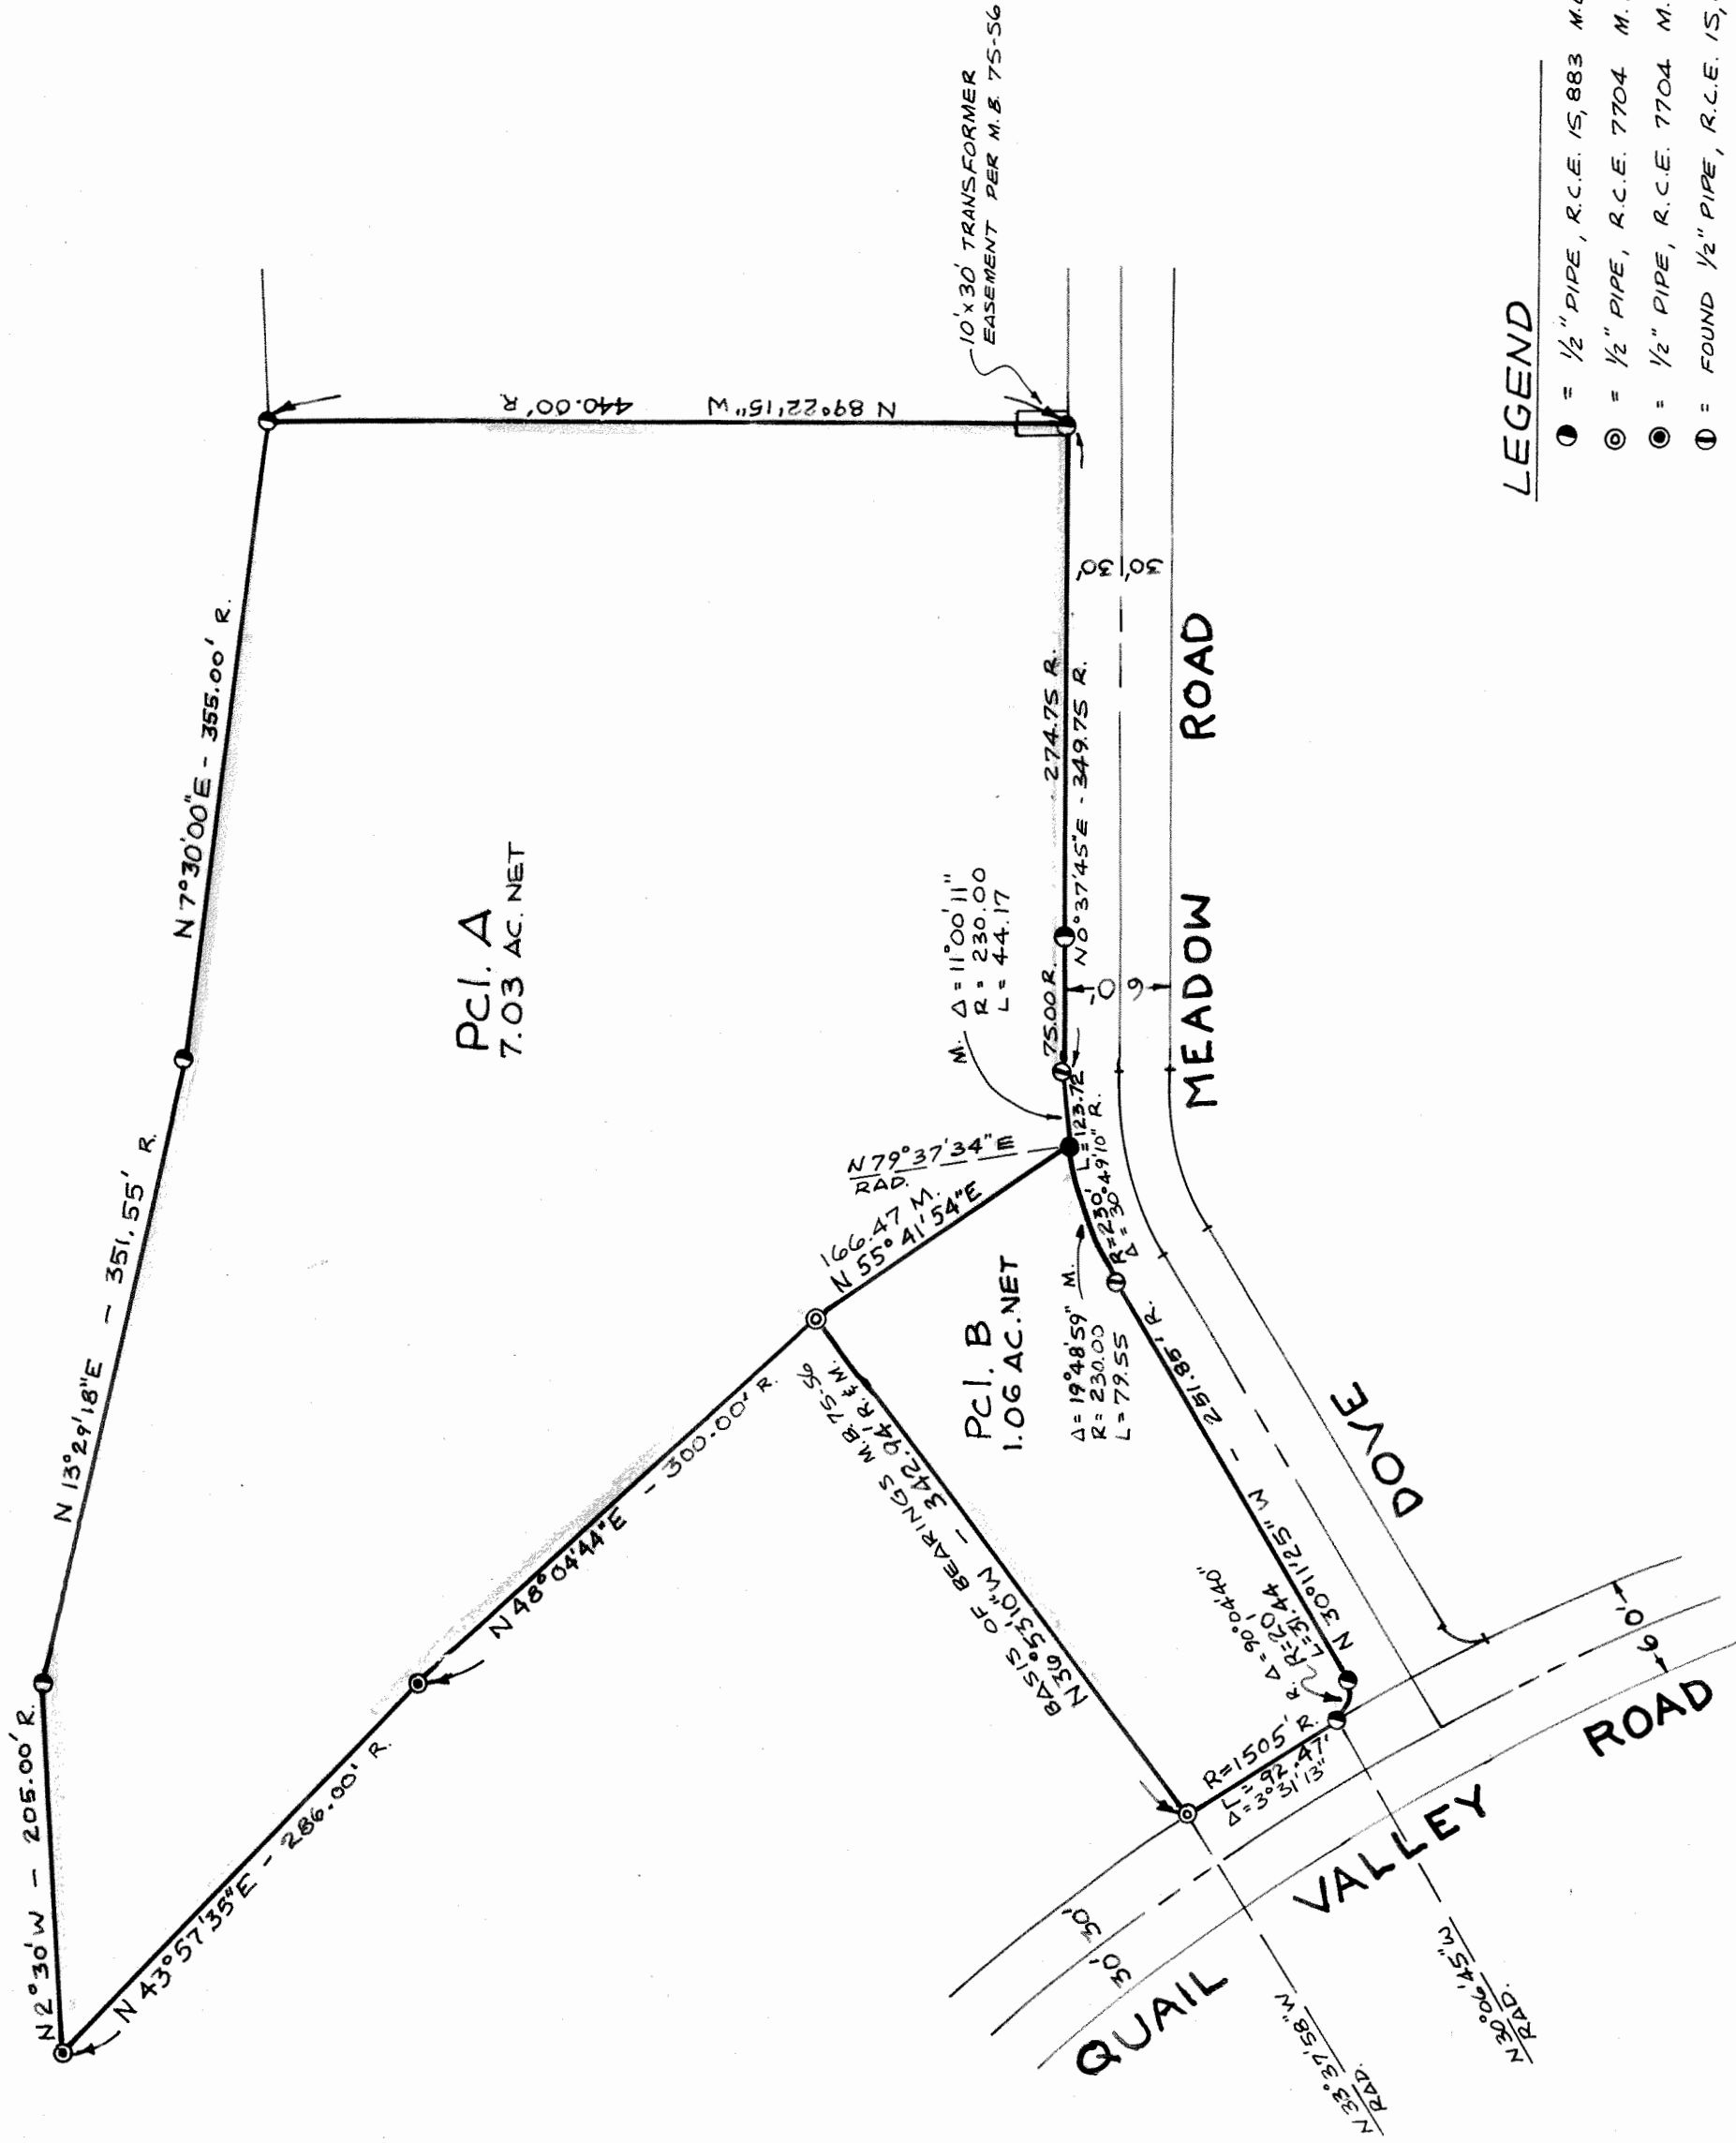 N 2°30' W - 205.00' R.
N 13°29'18"E - 351.55' R.
N 7°30'00"E - 355.00' R.
N 89°22'15" W 440.00' R
10'x30' TRANSFORMER
EASEMENT PER M.B. 75-56
N 43°57'35"E - 286.00' R.
N 48°04'44"E - 300.00' R.
Pcl. A
7.03 AC. NET
166.47 M.
N 55°41'54"E
N 79°37'34"E
RAD.
M. Δ = 11°00'11"
R = 230.00
L = 44.17
75.00 R.
274.75 R.
N 0°37'45"E - 349.75 R.
L = 123.72
R = 230'
Δ = 30°49'10" R.
30' 30'
60'
BASIS OF BEARINGS M.B. 75-56
N 36°53'10"W - 342.94' R. & M.
Pcl. B
1.06 AC. NET
Δ = 19°48'59" M.
R = 230.00
L = 79.55
N 30°11'25" W - 251.85' R.
R. Δ = 90°04'40"
R = 20'
L = 31.44
R = 1505' R.
L = 92.47'
Δ = 3°31'13"
DOVE MEADOW ROAD
QUAIL VALLEY ROAD
30' 30'
60'
N 33°37'58" W
RAD.
N 30°06'45" W
RAD.
LEGEND
= 1/2" PIPE, R.C.E. 15,883
= 1/2" PIPE, R.C.E. 7704 M.
= 1/2" PIPE, R.C.E. 7704 M.
= FOUND 1/2" PIPE, R.C.E. 15,